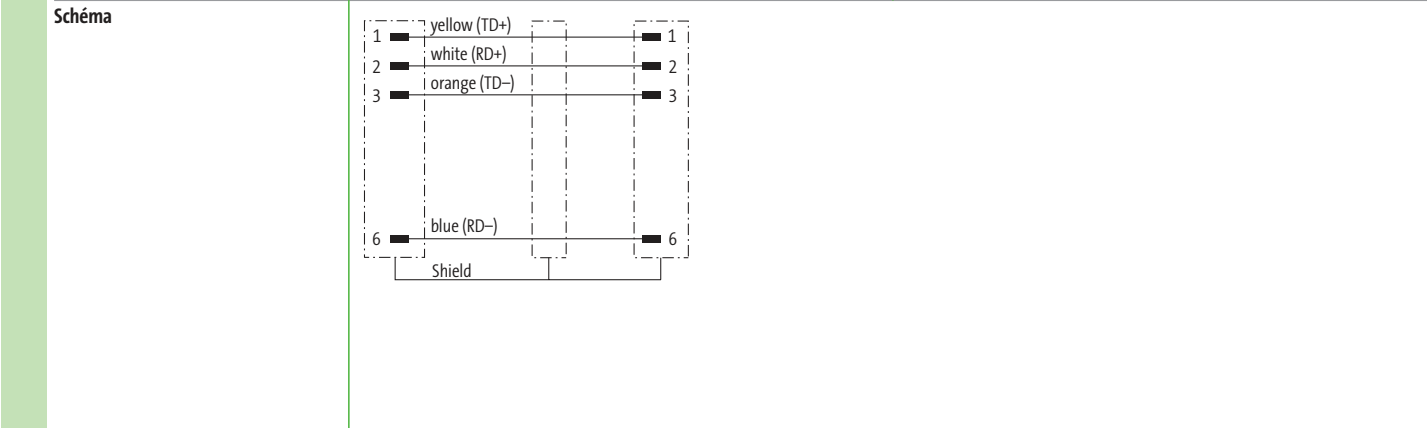 Schéma
1 yellow (TD+) 1
2 white (RD+) 2
3 orange (TD–) 3
6 blue (RD–) 6
Shield